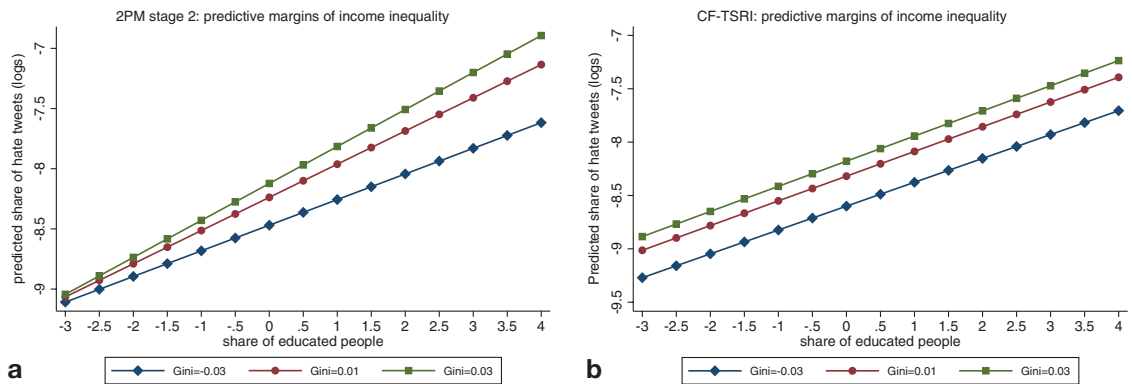 2PM stage 2: predictive margins of income inequality
predicted share of hate tweets (logs)
-7
-7.5
-8
-8.5
-9
-3 -2.5 -2 -1.5 -1 -.5 0 .5 1 1.5 2 2.5 3 3.5 4
share of educated people
a
Gini=-0.03 Gini=0.01 Gini=0.03
CF-TSRI: predictive margins of income inequality
Predicted share of hate tweets (logs)
-7
-7.5
-8
-8.5
-9
-9.5
-3 -2.5 -2 -1.5 -1 -.5 0 .5 1 1.5 2 2.5 3 3.5 4
share of educated people
b
Gini=-0.03 Gini=0.01 Gini=0.03